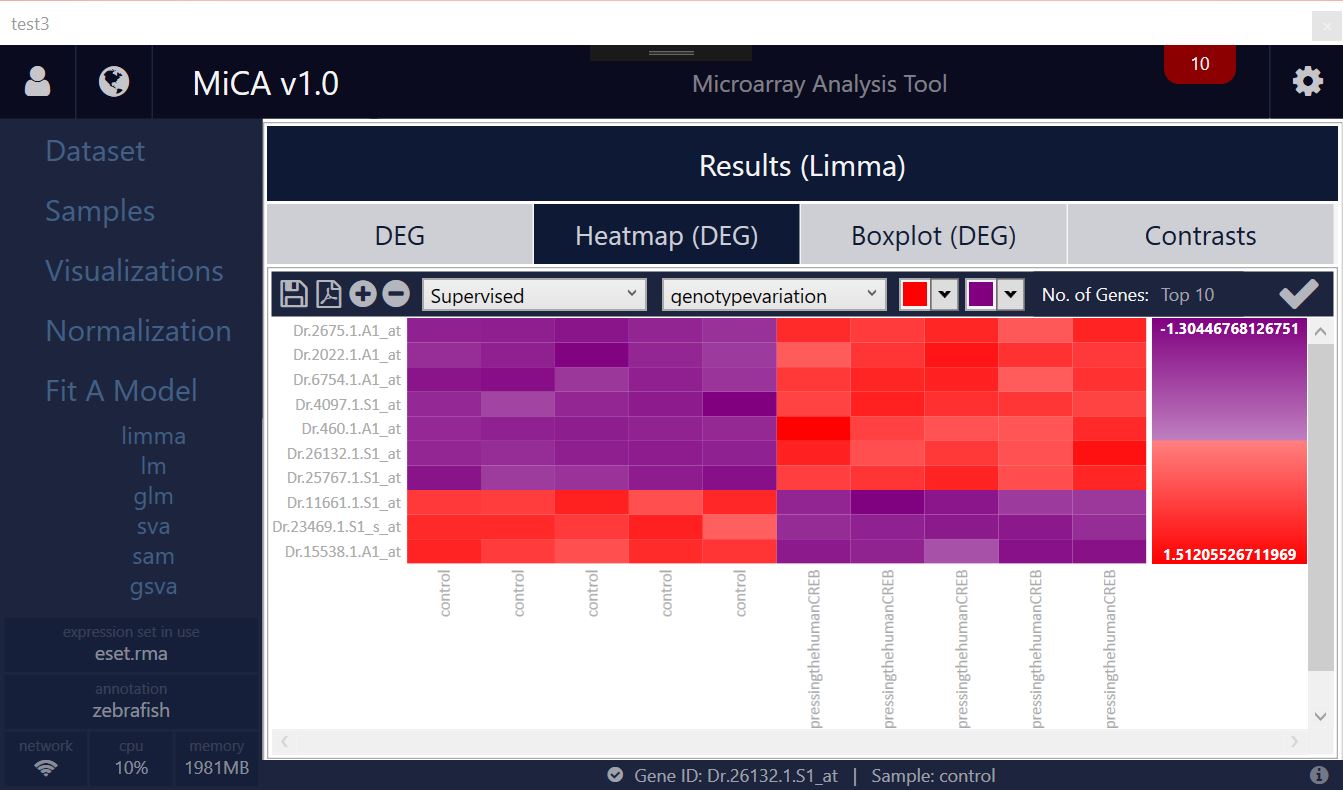 test3
MiCA v1.0
Microarray Analysis Tool
10
Dataset
Samples
Visualizations
Normalization
Fit A Model
limma
lm
glm
sva
sam
gsva
expression set in use
eset.rma
annotation
zebrafish
network cpu memory
10% 1981MB
Results (Limma)
DEG Heatmap (DEG) Boxplot (DEG) Contrasts
Supervised genotypevariation No. of Genes: Top 10
Dr.2675.1.A1_at
Dr.2022.1.A1_at
Dr.6754.1.A1_at
Dr.4097.1.S1_at
Dr.460.1.A1_at
Dr.26132.1.S1_at
Dr.25767.1.S1_at
Dr.11661.1.S1_at
Dr.23469.1.S1_s_at
Dr.15538.1.A1_at
-1.30446768126751
1.51205526711969
control
control
control
control
control
pressingthehumanCREB
pressingthehumanCREB
pressingthehumanCREB
pressingthehumanCREB
pressingthehumanCREB
Gene ID: Dr.26132.1.S1_at | Sample: control